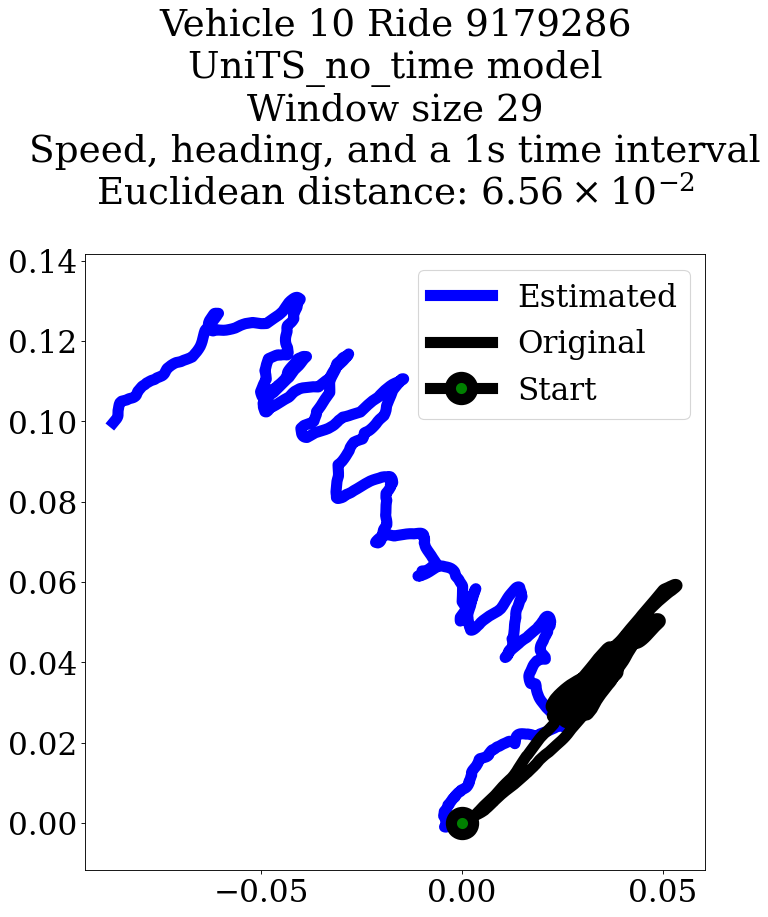 Vehicle 10 Ride 9179286
UniTS_no_time model
Window size 29
Speed, heading, and a 1s time interval
Euclidean distance: 6.56 × 10⁻²
0.14
0.12
0.10
0.08
0.06
0.04
0.02
0.00
Estimated
Original
Start
−0.05
0.00
0.05